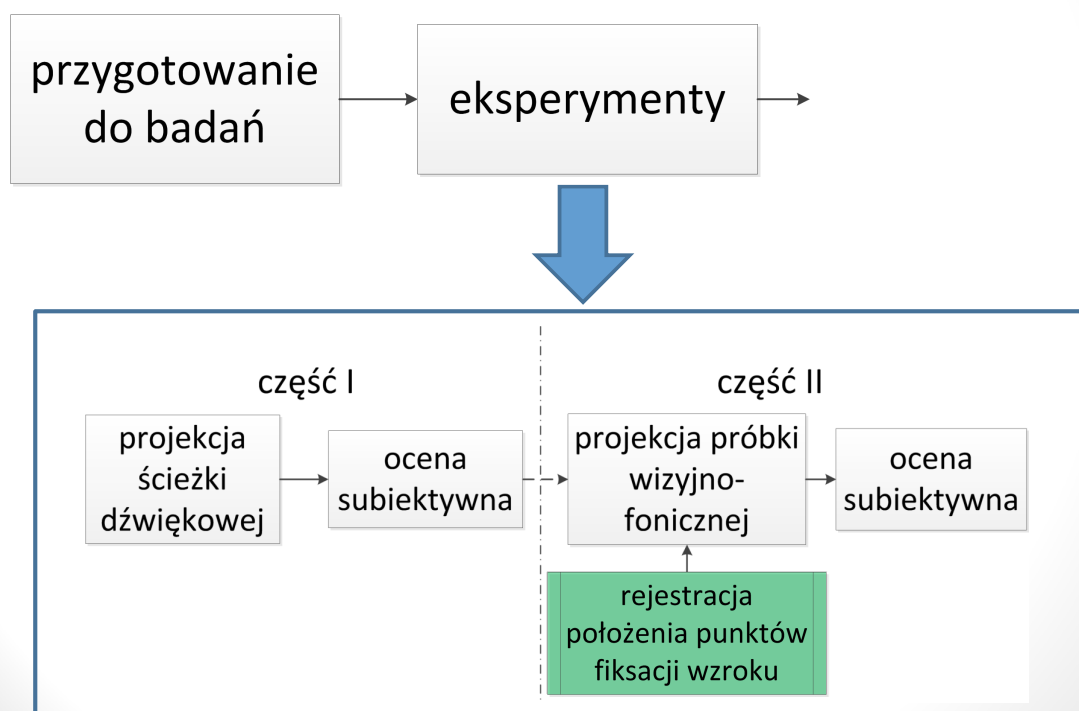 przygotowanie
do badań
eksperymenty
część I
część II
projekcja
ścieżki
dźwiękowej
ocena
subiektywna
projekcja próbki
wizyjno-
fonicznej
ocena
subiektywna
rejestracja
położenia punktów
fiksacji wzroku